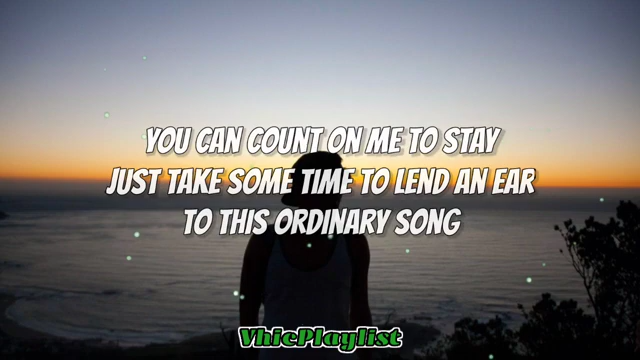 YOU CAN COUNT ON ME TO STAY
JUST TAKE SOME TIME TO LEND AN EAR
TO THIS ORDINARY SONG
VhicPlaylist